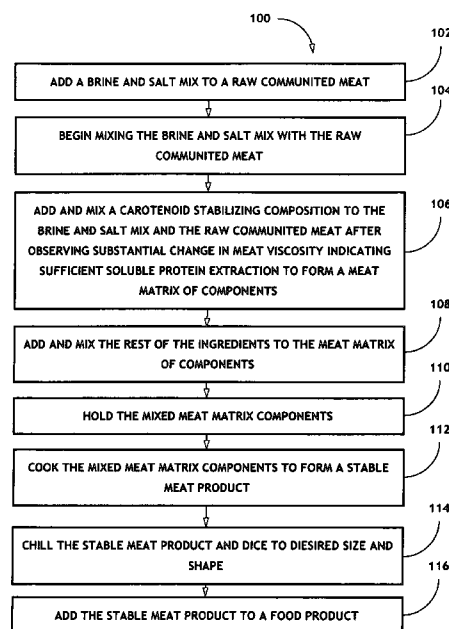 100
102
ADD A BRINE AND SALT MIX TO A RAW COMMUNITED MEAT
104
BEGIN MIXING THE BRINE AND SALT MIX WITH THE RAW
COMMUNITED MEAT
106
ADD AND MIX A CAROTENOID STABILIZING COMPOSITION TO THE
BRINE AND SALT MIX AND THE RAW COMMUNITED MEAT AFTER
OBSERVING SUBSTANTIAL CHANGE IN MEAT VISCOSITY INDICATING
SUFFICIENT SOLUBLE PROTEIN EXTRACTION TO FORM A MEAT
MATRIX OF COMPONENTS
108
ADD AND MIX THE REST OF THE INGREDIENTS TO THE MEAT MATRIX
OF COMPONENTS
110
HOLD THE MIXED MEAT MATRIX COMPONENTS
112
COOK THE MIXED MEAT MATRIX COMPONENTS TO FORM A STABLE
MEAT PRODUCT
114
CHILL THE STABLE MEAT PRODUCT AND DICE TO DIESIRED SIZE AND
SHAPE
116
ADD THE STABLE MEAT PRODUCT TO A FOOD PRODUCT